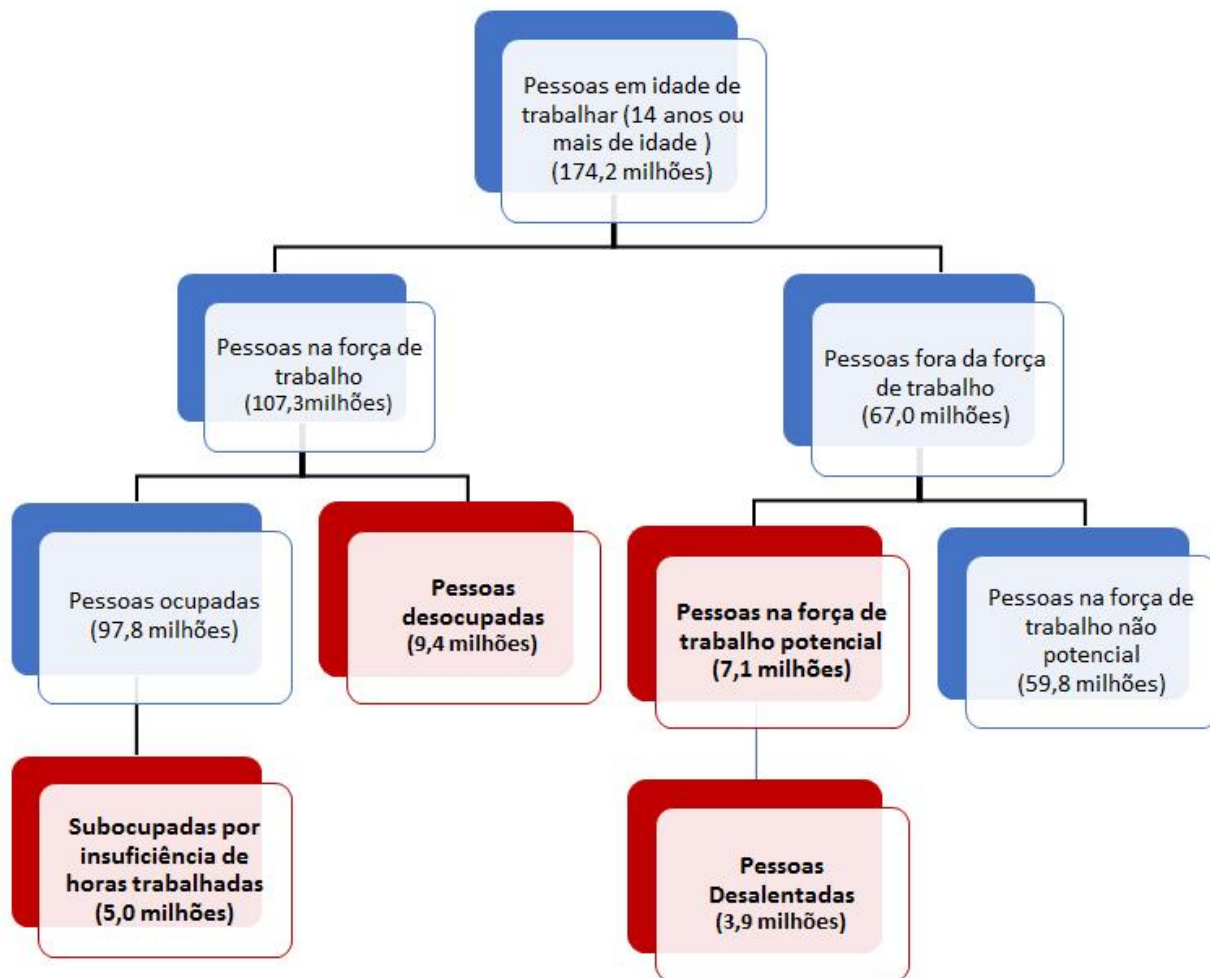 Pessoas em idade de
trabalhar (14 anos ou
mais de idade )
(174,2 milhões)
Pessoas na força de
trabalho
(107,3milhões)
Pessoas fora da força
de trabalho
(67,0 milhões)
Pessoas ocupadas
(97,8 milhões)
Pessoas
desocupadas
(9,4 milhões)
Pessoas na força de
trabalho potencial
(7,1 milhões)
Pessoas na força de
trabalho não
potencial
(59,8 milhões)
Subocupadas por
insuficiência de
horas trabalhadas
(5,0 milhões)
Pessoas
Desalentadas
(3,9 milhões)